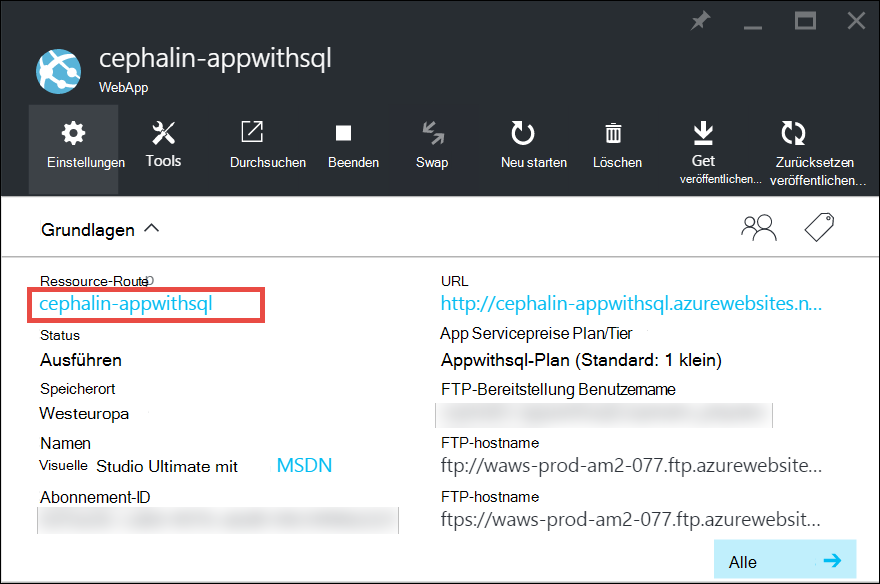 cephalin-appwithsql
WebApp
Einstellungen
Tools
Durchsuchen
Beenden
Swap
Neu starten
Löschen
Get
veröffentlichen...
Zurücksetzen
veröffentlichen...
Grundlagen
Ressource-Route
cephalin-appwithsql
Status
Ausführen
Speicherort
Westeuropa
Namen
Visuelle Studio Ultimate mit MSDN
Abonnement-ID
URL
http://cephalin-appwithsql.azurewebsites.n...
App Servicepreise Plan/Tier
Appwithsql-Plan (Standard: 1 klein)
FTP-Bereitstellung Benutzername
FTP-hostname
ftp://waws-prod-am2-077.ftp.azurewebsite...
FTP-hostname
ftps://waws-prod-am2-077.ftp.azurewebsit...
Alle